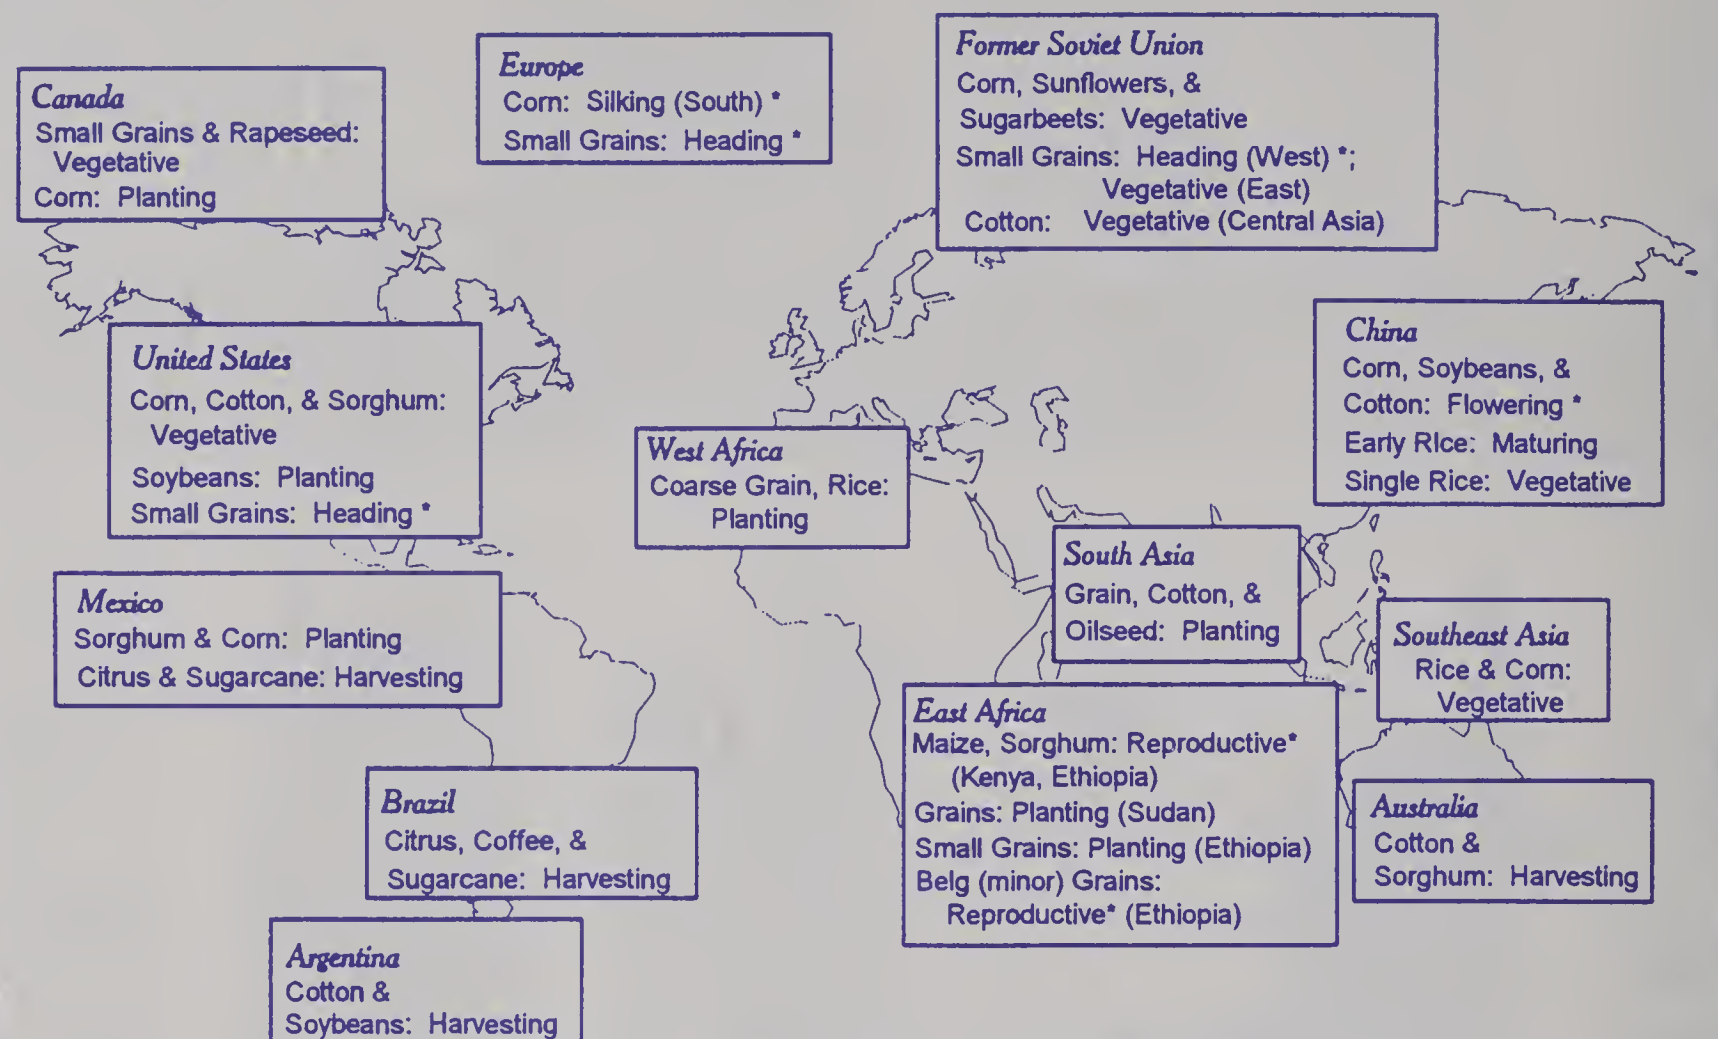 Canada
Small Grains & Rapeseed:
Vegetative
Corn: Planting
Europe
Corn: Silking (South) *
Small Grains: Heading *
Former Soviet Union
Corn, Sunflowers, &
Sugarbeets: Vegetative
Small Grains: Heading (West) *;
Vegetative (East)
Cotton: Vegetative (Central Asia)
United States
Corn, Cotton, & Sorghum:
Vegetative
Soybeans: Planting
Small Grains: Heading *
West Africa
Coarse Grain, Rice:
Planting
China
Corn, Soybeans, &
Cotton: Flowering *
Early RIce: Maturing
Single Rice: Vegetative
Mexico
Sorghum & Corn: Planting
Citrus & Sugarcane: Harvesting
South Asia
Grain, Cotton, &
Oilseed: Planting
Southeast Asia
Rice & Corn:
Vegetative
East Africa
Maize, Sorghum: Reproductive*
(Kenya, Ethiopia)
Grains: Planting (Sudan)
Small Grains: Planting (Ethiopia)
Belg (minor) Grains:
Reproductive* (Ethiopia)
Brazil
Citrus, Coffee, &
Sugarcane: Harvesting
Australia
Cotton &
Sorghum: Harvesting
Argentina
Cotton &
Soybeans: Harvesting